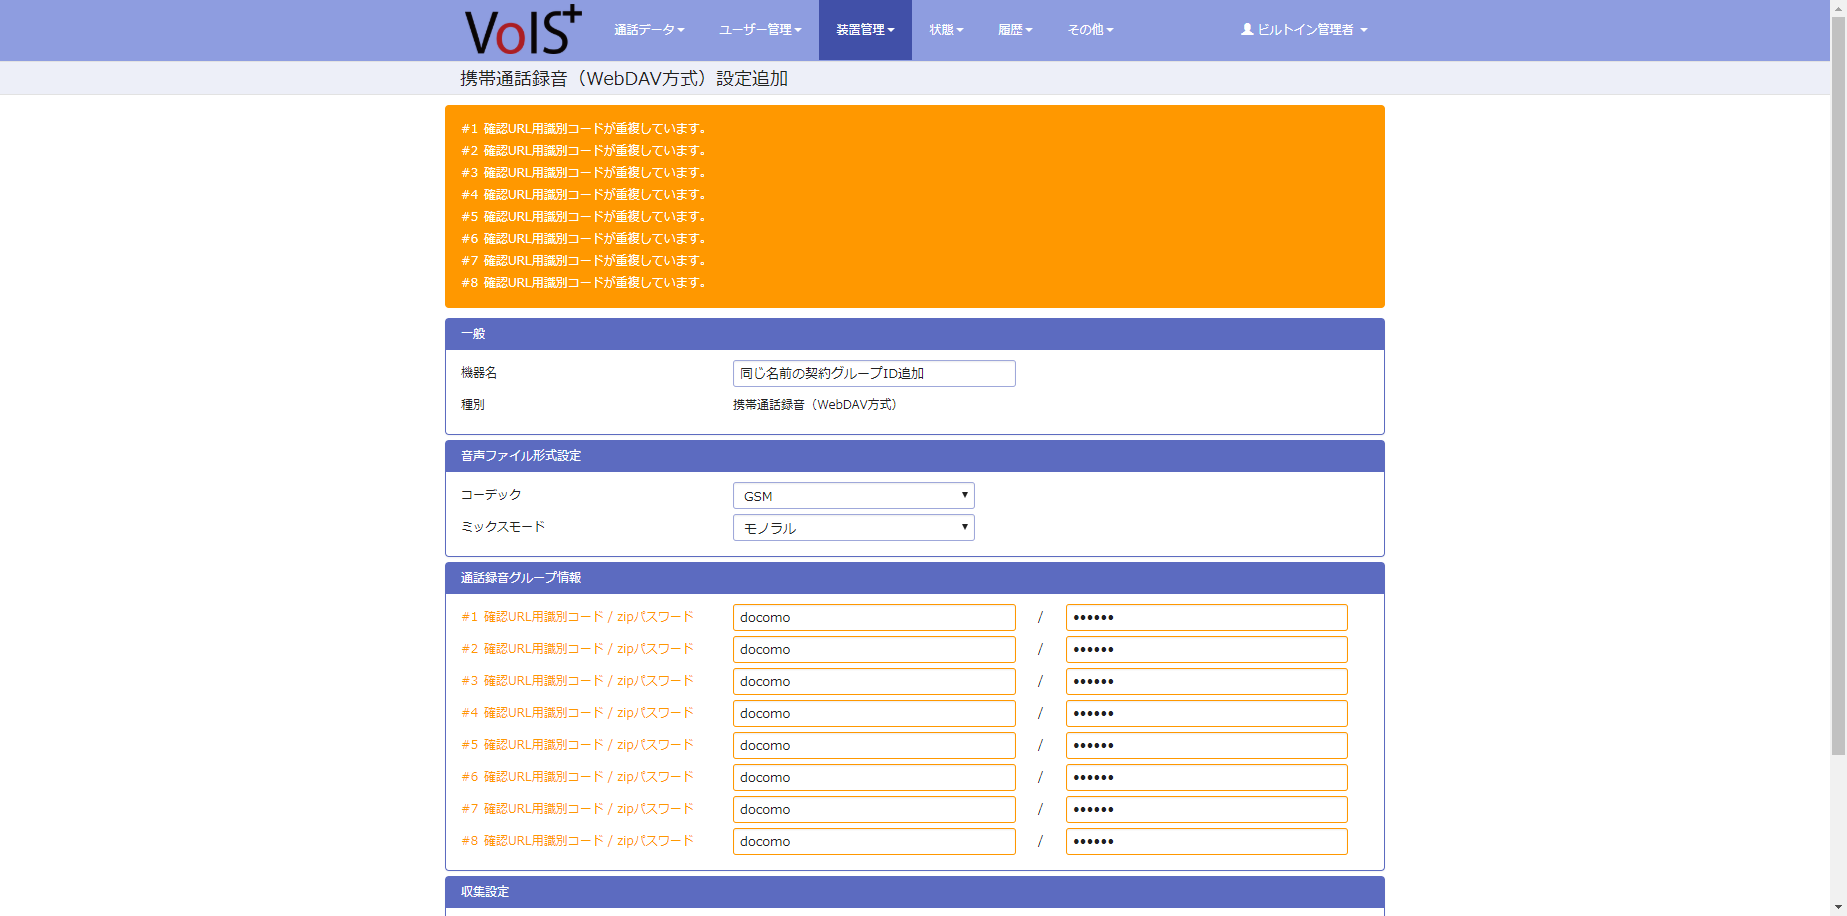 VoIS+ 通話データ ユーザー管理 装置管理 状態 履歴 その他 ビルトイン管理者
携帯通話録音（WebDAV方式）設定追加
#1 確認URL用識別コードが重複しています。
#2 確認URL用識別コードが重複しています。
#3 確認URL用識別コードが重複しています。
#4 確認URL用識別コードが重複しています。
#5 確認URL用識別コードが重複しています。
#6 確認URL用識別コードが重複しています。
#7 確認URL用識別コードが重複しています。
#8 確認URL用識別コードが重複しています。
一般
機器名 同じ名前の契約グループID追加
種別 携帯通話録音（WebDAV方式）
音声ファイル形式設定
コーデック GSM
ミックスモード モノラル
通話録音グループ情報
#1 確認URL用識別コード / zipパスワード docomo / ••••••
#2 確認URL用識別コード / zipパスワード docomo / ••••••
#3 確認URL用識別コード / zipパスワード docomo / ••••••
#4 確認URL用識別コード / zipパスワード docomo / ••••••
#5 確認URL用識別コード / zipパスワード docomo / ••••••
#6 確認URL用識別コード / zipパスワード docomo / ••••••
#7 確認URL用識別コード / zipパスワード docomo / ••••••
#8 確認URL用識別コード / zipパスワード docomo / ••••••
収集設定